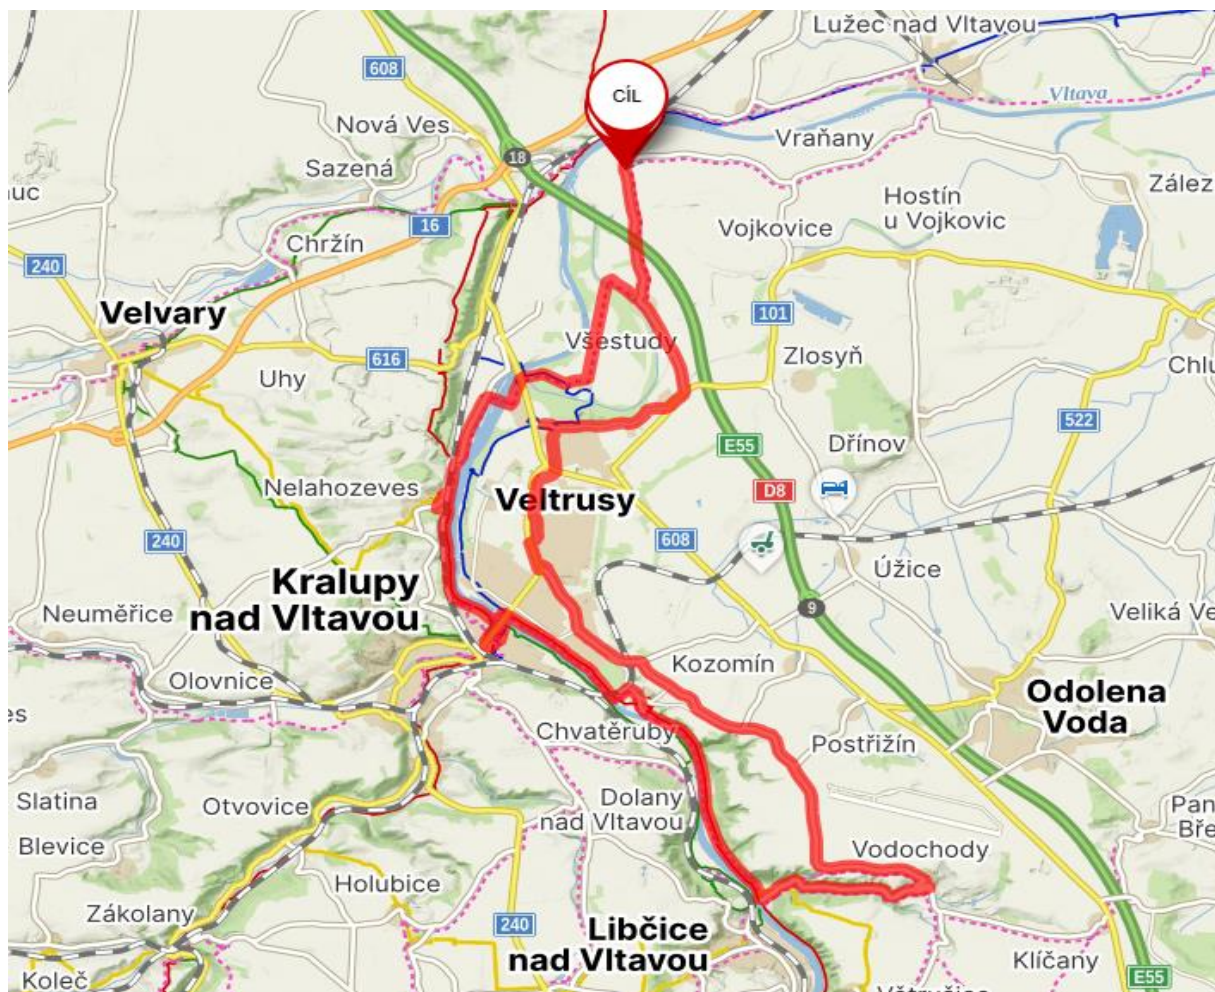 Lužec nad Vltavou
608
CÍL
Vltava
Nová Ves
Vraňany
18
Sazená
Zález
uc
Hostín
u Vojkovic
16
Vojkovice
Chržín
240
Velvary
101
Všestudy
Zlosyň
616
Chlu
Uhy
522
E55
Dřínov
Nelahozeves
Veltrusy
D8
240
608
Úžice
Kralupy
nad Vltavou
Neuměřice
9
Veliká Ve
Kozomín
Olovnice
Odolena
Voda
es
Chvatěruby
Postřižín
Slatina
Otvovice
Dolany
nad Vltavou
Pan
Bře
Blevice
Vodochody
Holubice
Zákolany
240
Libčice
nad Vltavou
Klíčany
Koleč
E55